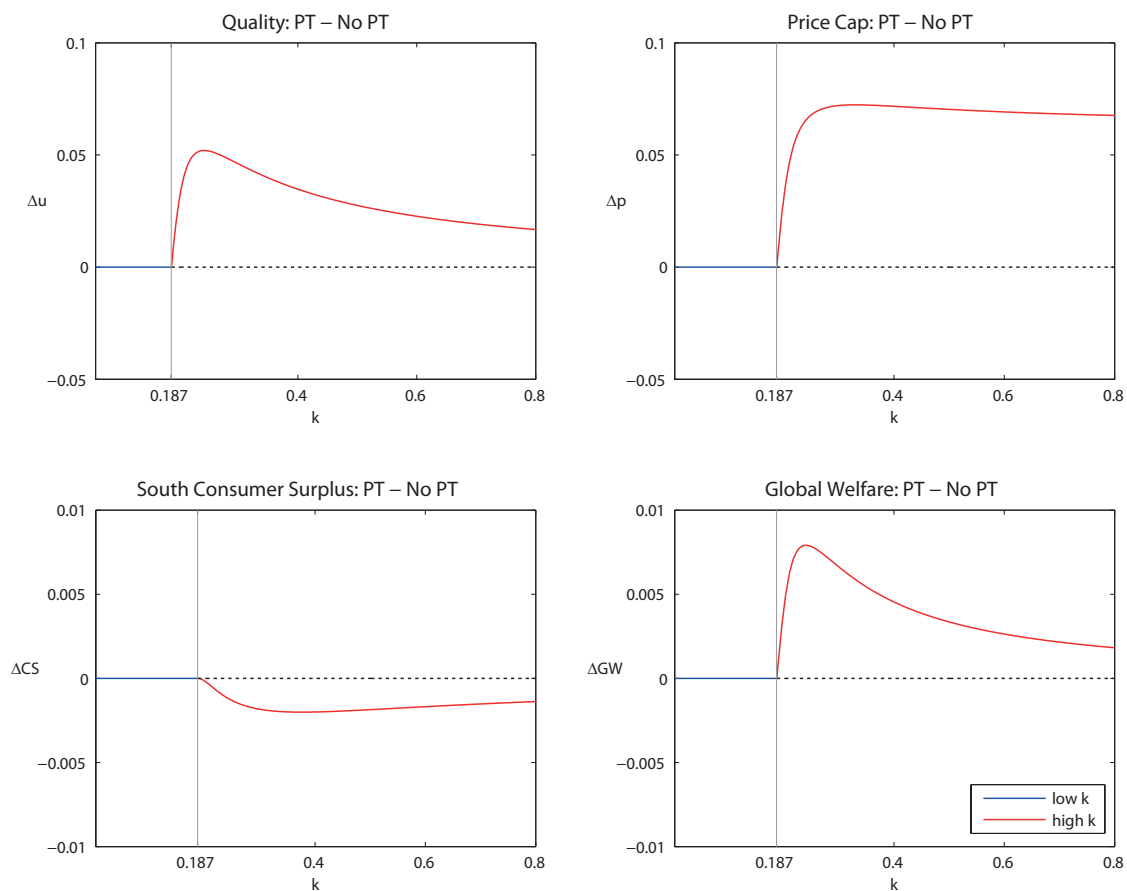 Quality: PT – No PT
0.1
0.05
Δu
0
−0.05
0.187
0.4
0.6
0.8
k
Price Cap: PT – No PT
0.1
0.05
Δp
0
−0.05
0.187
0.4
0.6
0.8
k
South Consumer Surplus: PT – No PT
0.01
0.005
ΔCS
0
−0.005
−0.01
0.187
0.4
0.6
0.8
k
Global Welfare: PT – No PT
0.01
0.005
ΔGW
0
−0.005
−0.01
0.187
0.4
0.6
0.8
k
low k
high k